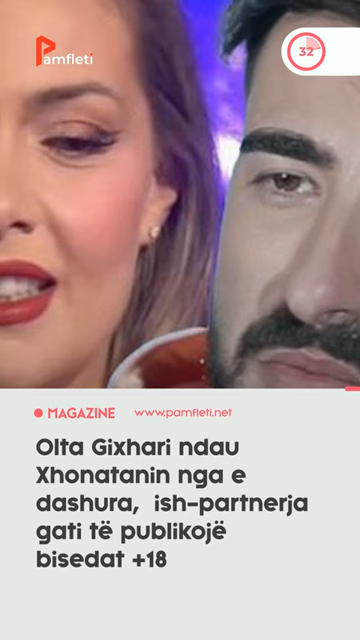 Pamfleti
32
MAGAZINE www.pamfleti.net
Olta Gixhari ndau
Xhonatanin nga e
dashura, ish-partnerja
gati të publikojë
bisedat +18